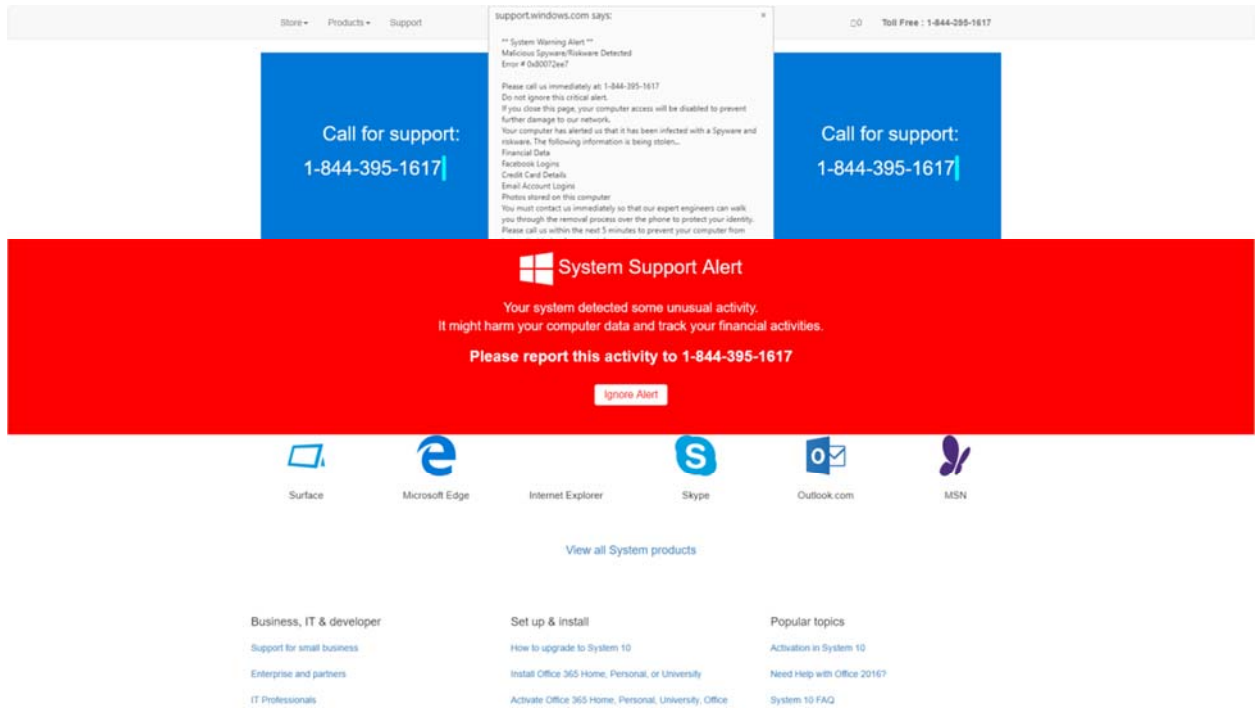 Store Products Support
Toll Free : 1-844-395-1617
support.windows.com says:
×
** System Warning Alert **
Malicious Spyware/Riskware Detected
Error # 0x80072ee7
Please call us immediately at: 1-844-395-1617
Do not ignore this critical alert.
If you close this page, your computer access will be disabled to prevent
further damage to our network.
Your computer has alerted us that it has been infected with a Spyware and
riskware. The following information is being stolen...
Financial Data
Facebook Logins
Credit Card Details
Email Account Logins
Photos stored on this computer
You must contact us immediately so that our expert engineers can walk
you through the removal process over the phone to protect your identity.
Please call us within the next 5 minutes to prevent your computer from
Call for support:
1-844-395-1617
Call for support:
1-844-395-1617
System Support Alert
Your system detected some unusual activity.
It might harm your computer data and track your financial activities.
Please report this activity to 1-844-395-1617
Ignore Alert
Surface
Microsoft Edge
Internet Explorer
Skype
Outlook.com
MSN
View all System products
Business, IT & developer
Support for small business
Enterprise and partners
IT Professionals
Set up & install
How to upgrade to System 10
Install Office 365 Home, Personal, or University
Activate Office 365 Home, Personal, University, Office
Popular topics
Activation in System 10
Need Help with Office 2016?
System 10 FAQ